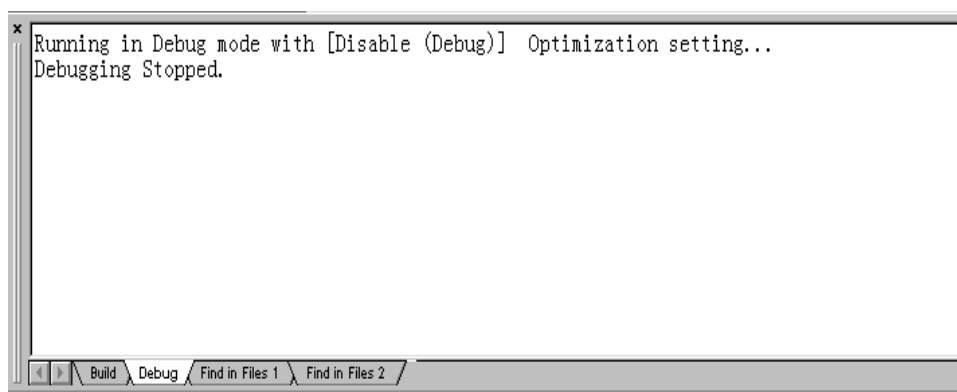 x
Running in Debug mode with [Disable (Debug)]  Optimization setting...
Debugging Stopped.
Build Debug Find in Files 1 Find in Files 2